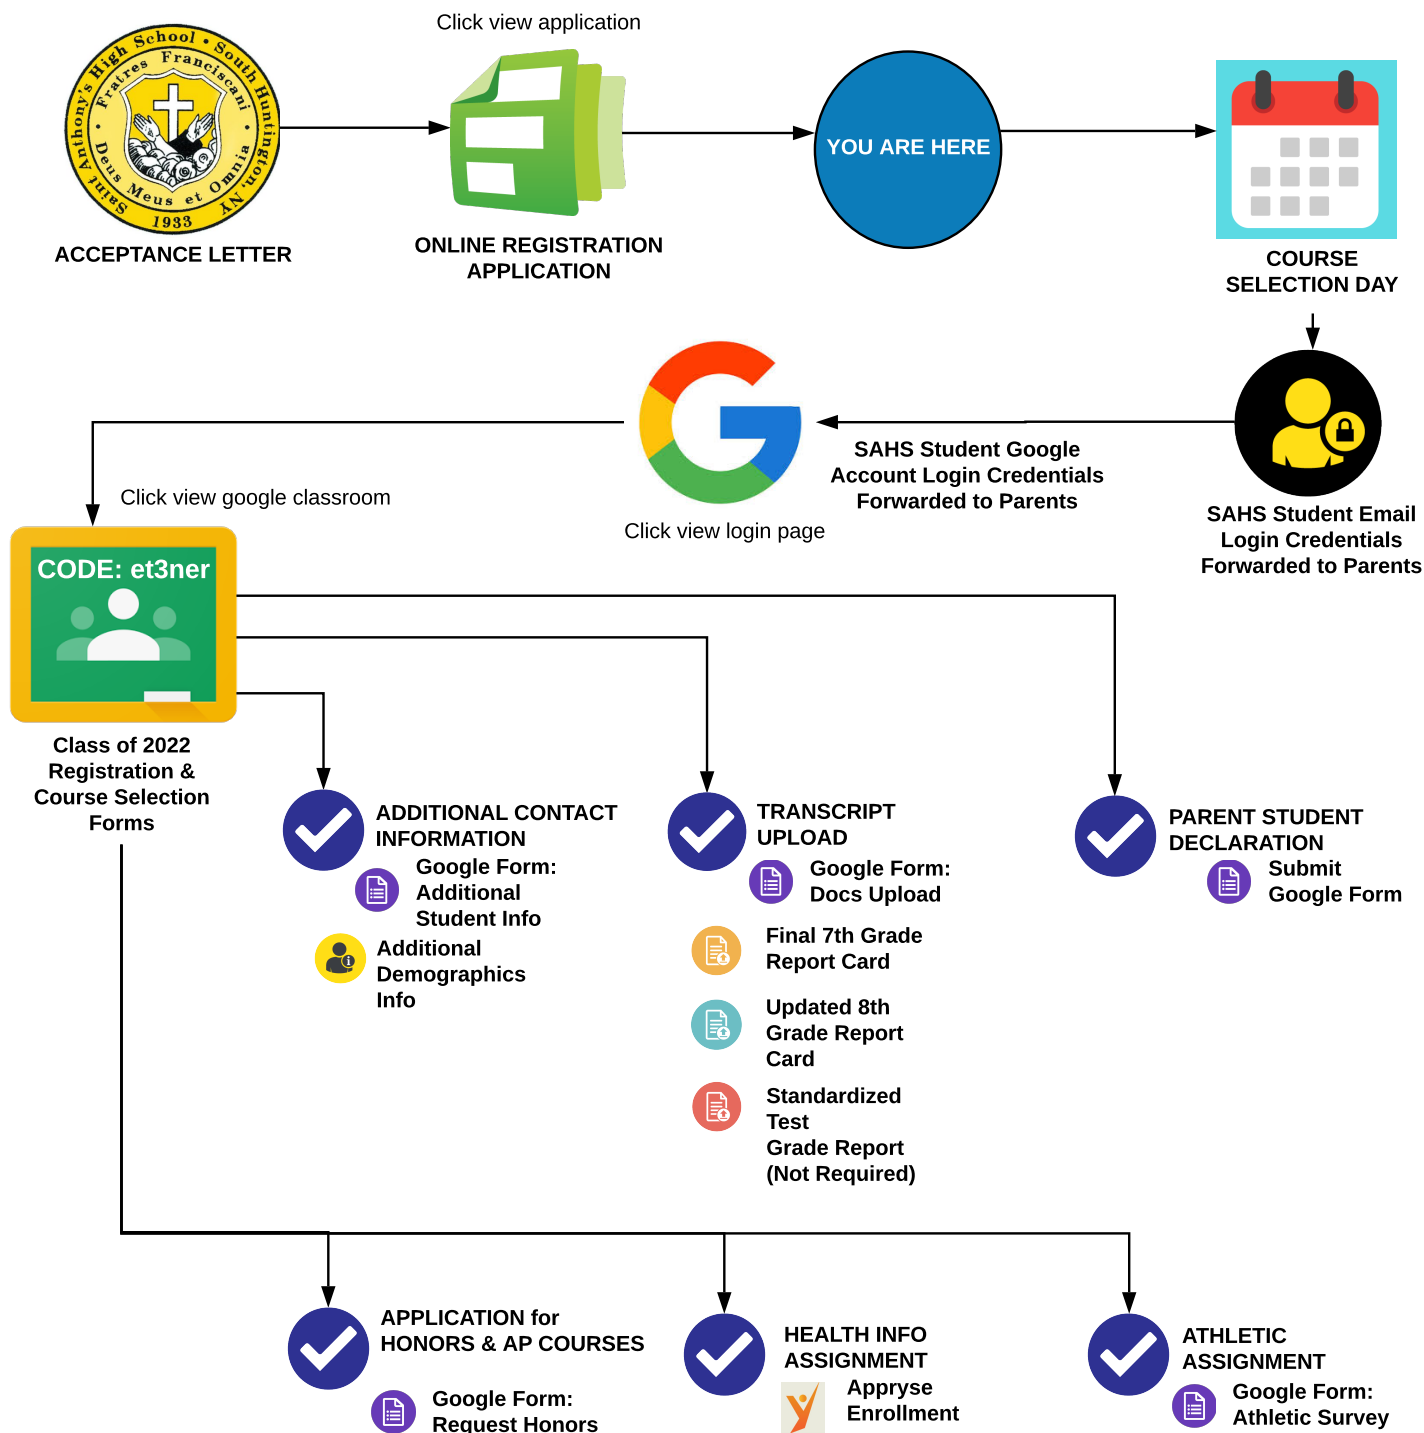 Click view application
Saint Anthony's High School • South Huntington, NY
Fratres Franciscani
Deus Meus et Omnia
1933
ACCEPTANCE LETTER
ONLINE REGISTRATION
APPLICATION
YOU ARE HERE
COURSE
SELECTION DAY
SAHS Student Google
Account Login Credentials
Forwarded to Parents
Click view login page
SAHS Student Email
Login Credentials
Forwarded to Parents
Click view google classroom
CODE: et3ner
Class of 2022
Registration &
Course Selection
Forms
ADDITIONAL CONTACT
INFORMATION
Google Form:
Additional
Student Info
Additional
Demographics
Info
TRANSCRIPT
UPLOAD
Google Form:
Docs Upload
Final 7th Grade
Report Card
Updated 8th
Grade Report
Card
Standardized
Test
Grade Report
(Not Required)
PARENT STUDENT
DECLARATION
Submit
Google Form
APPLICATION for
HONORS & AP COURSES
Google Form:
Request Honors
HEALTH INFO
ASSIGNMENT
Appryse
Enrollment
ATHLETIC
ASSIGNMENT
Google Form:
Athletic Survey